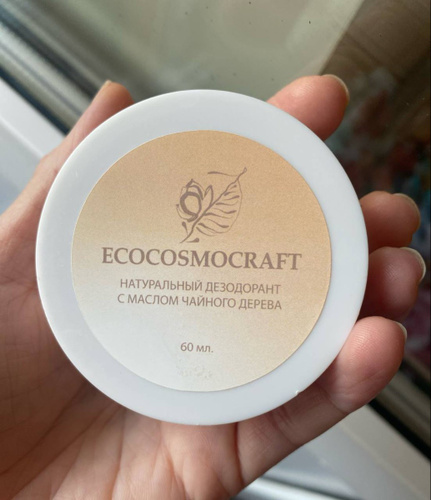 ECOCOSMOCRAFT
НАТУРАЛЬНЫЙ ДЕЗОДОРАНТ
С МАСЛОМ ЧАЙНОГО ДЕРЕВА
60 мл.